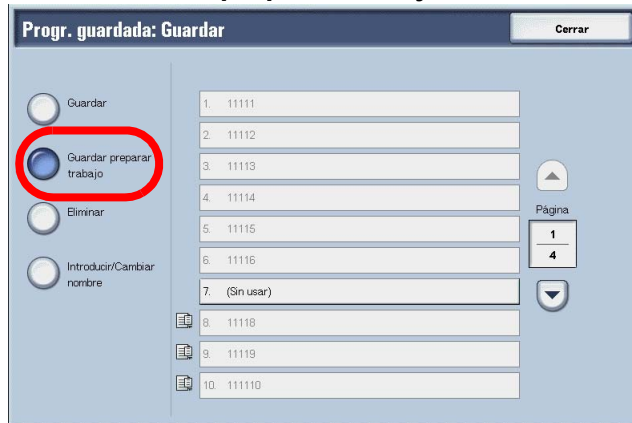 Progr. guardada: Guardar
Cerrar
Guardar
Guardar preparar
trabajo
Eliminar
Introducir/Cambiar
nombre
1. 11111
2. 11112
3. 11113
4. 11114
5. 11115
6. 11116
7. (Sin usar)
8. 11118
9. 11119
10. 111110
Página
1
4